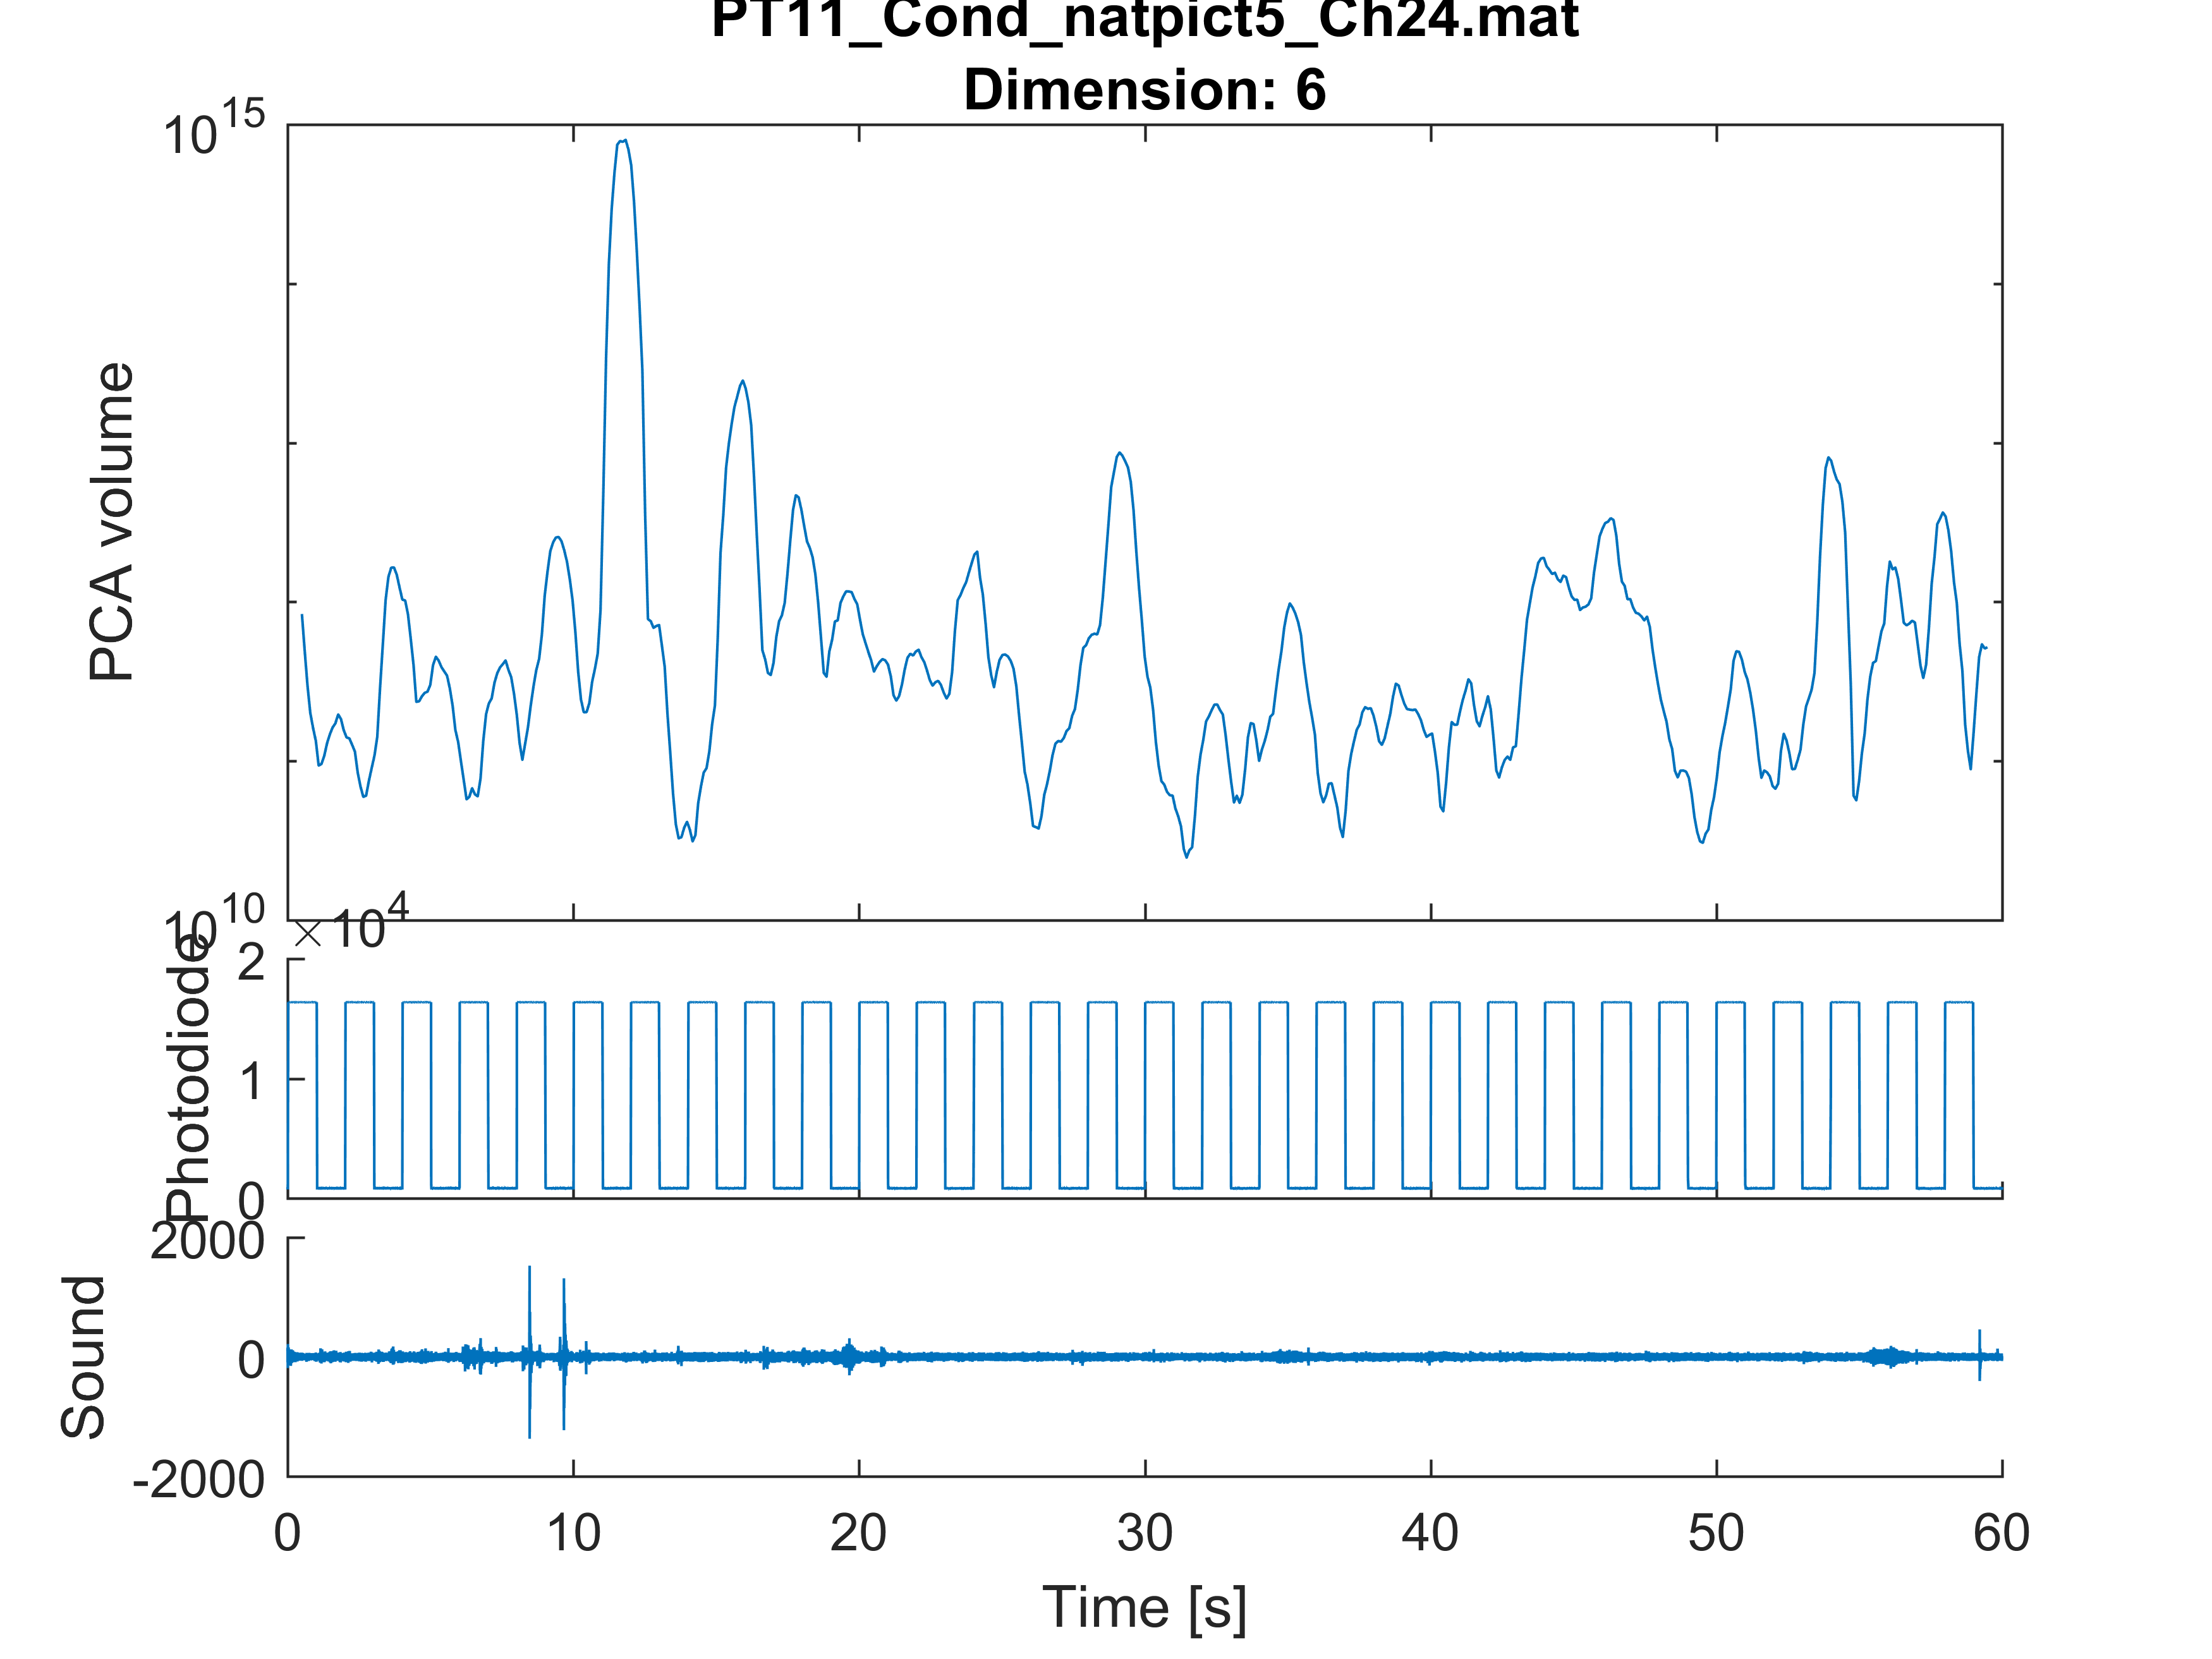 PT11_Cond_natpict5_Ch24.mat
Dimension: 6
10^15
PCA volume
10^10
× 10^4
2
1
0
Photodiode
2000
0
-2000
Sound
0 10 20 30 40 50 60
Time [s]